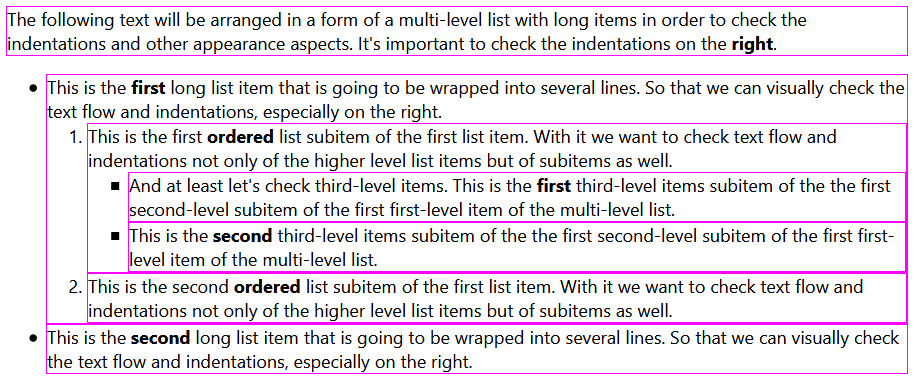 The following text will be arranged in a form of a multi-level list with long items in order to check the
indentations and other appearance aspects. It's important to check the indentations on the right.
• This is the first long list item that is going to be wrapped into several lines. So that we can visually check the
text flow and indentations, especially on the right.
1. This is the first ordered list subitem of the first list item. With it we want to check text flow and
indentations not only of the higher level list items but of subitems as well.
▪ And at least let's check third-level items. This is the first third-level items subitem of the the first
second-level subitem of the first first-level item of the multi-level list.
▪ This is the second third-level items subitem of the the first second-level subitem of the first first-
level item of the multi-level list.
2. This is the second ordered list subitem of the first list item. With it we want to check text flow and
indentations not only of the higher level list items but of subitems as well.
• This is the second long list item that is going to be wrapped into several lines. So that we can visually check
the text flow and indentations, especially on the right.